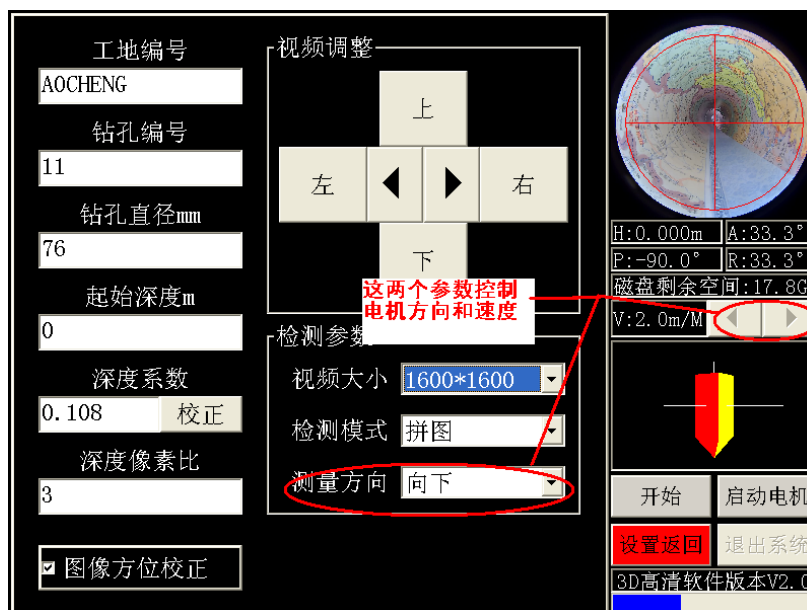 工地编号
AOCHENG
钻孔编号
11
钻孔直径mm
76
起始深度m
0
深度系数
0.108 校正
深度像素比
3
图像方位校正
视频调整
上
左 右
下
这两个参数控制
电机方向和速度
检测参数
视频大小 1600*1600
检测模式 拼图
测量方向 向下
H:0.000m A:33.3°
P:-90.0° R:33.3°
磁盘剩余空间:17.8G
V:2.0m/M
开始 启动电机
设置返回 退出系统
3D高清软件版本V2.0